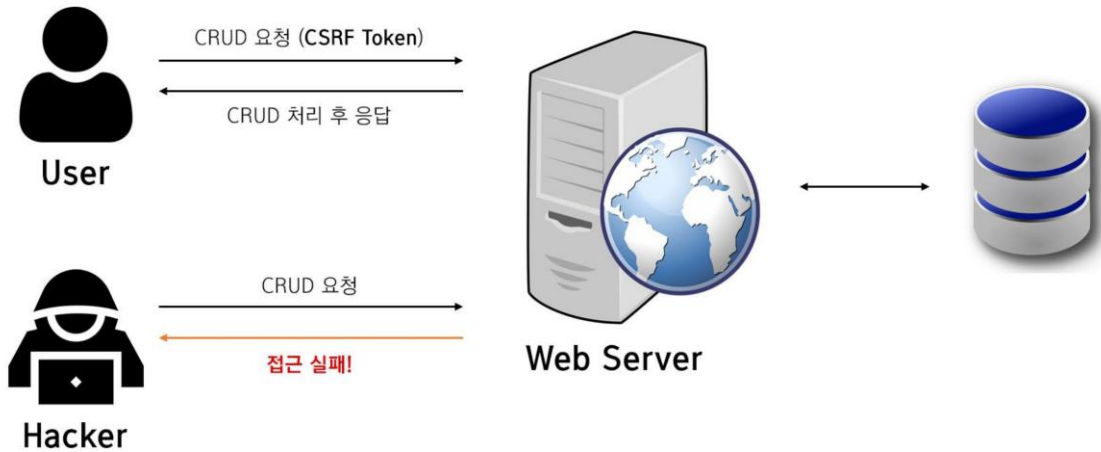 CRUD 요청 (CSRF Token)
CRUD 처리 후 응답
User
CRUD 요청
접근 실패!
Hacker
Web Server